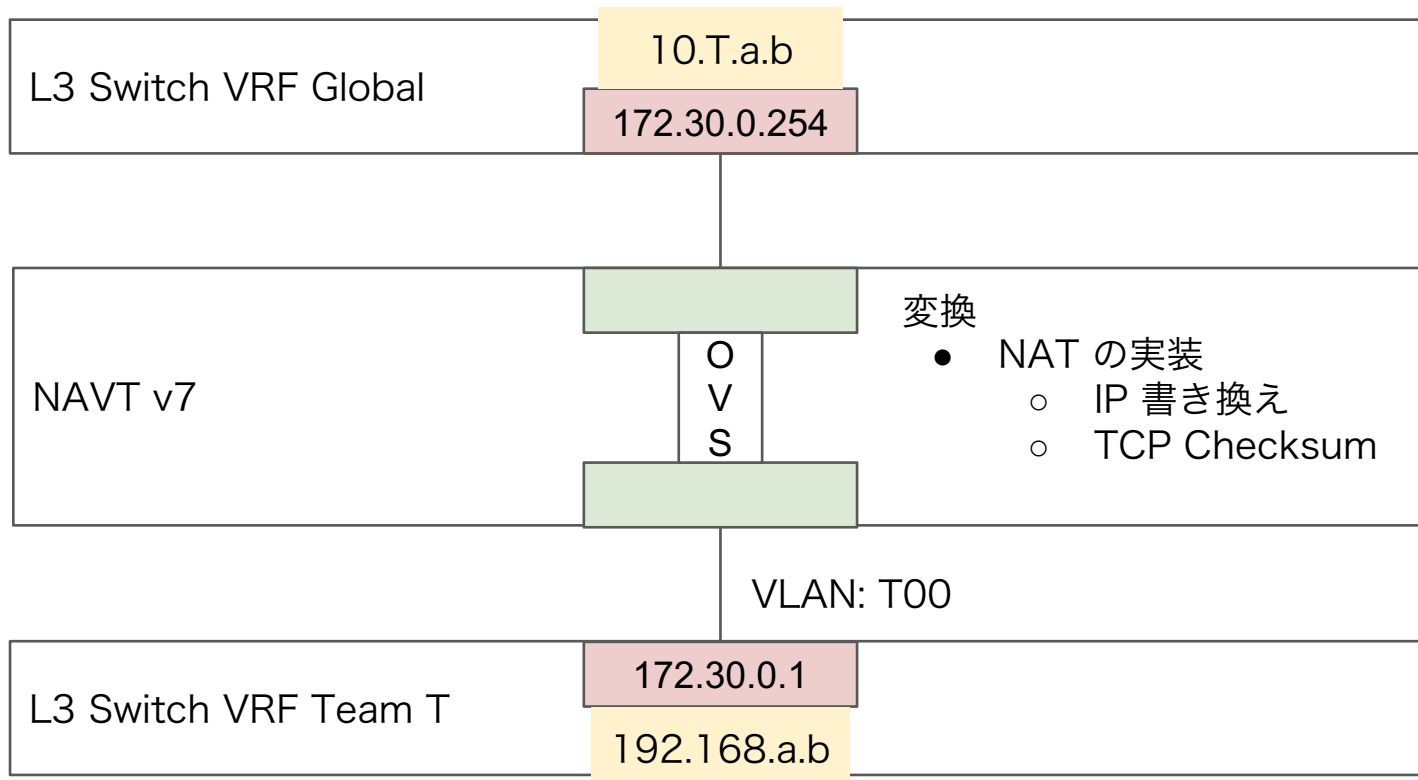 10.T.a.b
L3 Switch VRF Global
172.30.0.254
変換
● NAT の実装
○ IP 書き換え
○ TCP Checksum
NAVT v7
O
V
S
VLAN: T00
172.30.0.1
L3 Switch VRF Team T
192.168.a.b